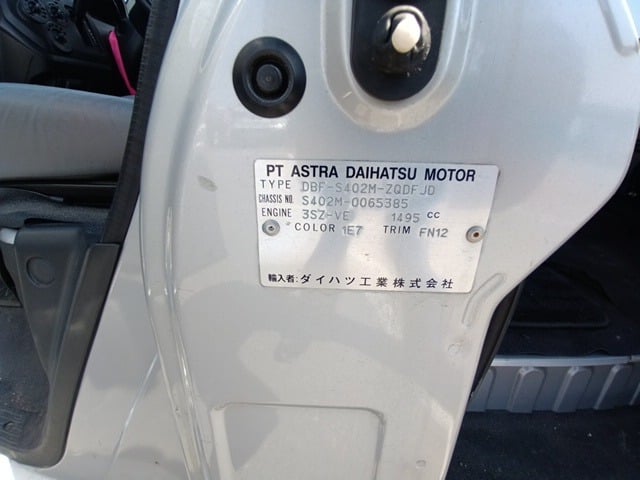 PT ASTRA DAIHATSU MOTOR
TYPE DBF-S402M-ZQDFJD
CHASSIS NO. S402M-0065385
ENGINE 3SZ-VE 1495 CC
COLOR 1E7 TRIM FN12
輸入者:ダイハツ工業株式会社